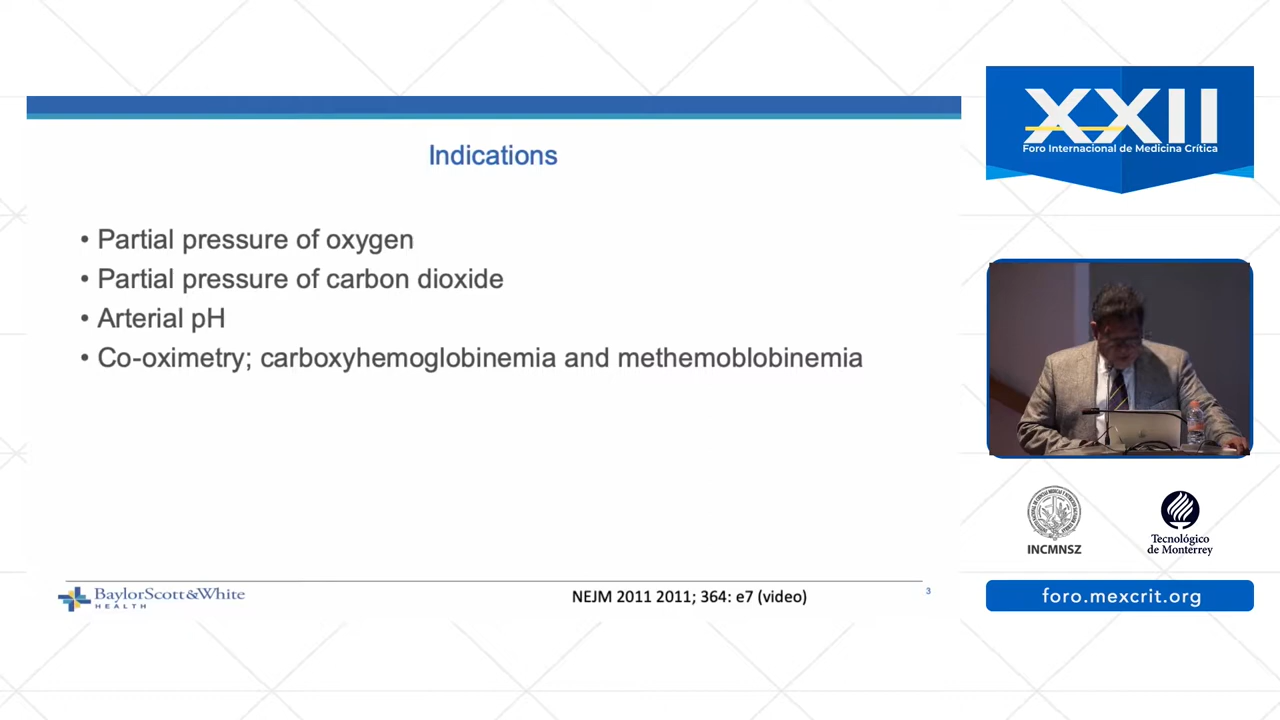 Indications
• Partial pressure of oxygen
• Partial pressure of carbon dioxide
• Arterial pH
• Co-oximetry; carboxyhemoglobinemia and methemoblobinemia
BaylorScott&White
HEALTH
NEJM 2011 2011; 364: e7 (video)
3
XXII
Foro Internacional de Medicina Crítica
INCMNSZ
Tecnológico
de Monterrey
foro.mexcrit.org